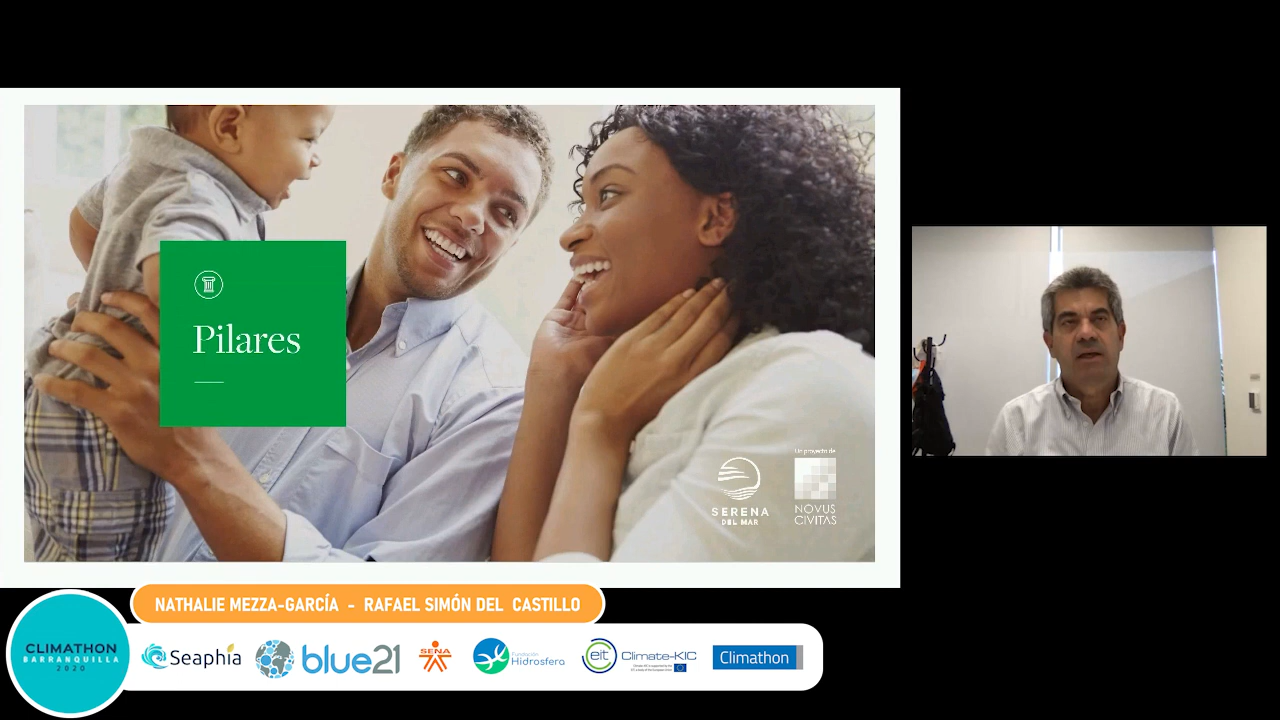 Pilares
SERENA
DEL MAR
Un proyecto de
NOVUS
CIVITAS
NATHALIE MEZZA-GARCÍA - RAFAEL SIMÓN DEL CASTILLO
CLIMATHON
BARRANQUILLA
2020
Seaphia
blue21
SENA
Fundación
Hidrosfera
eit
Climate-KIC
Climathon